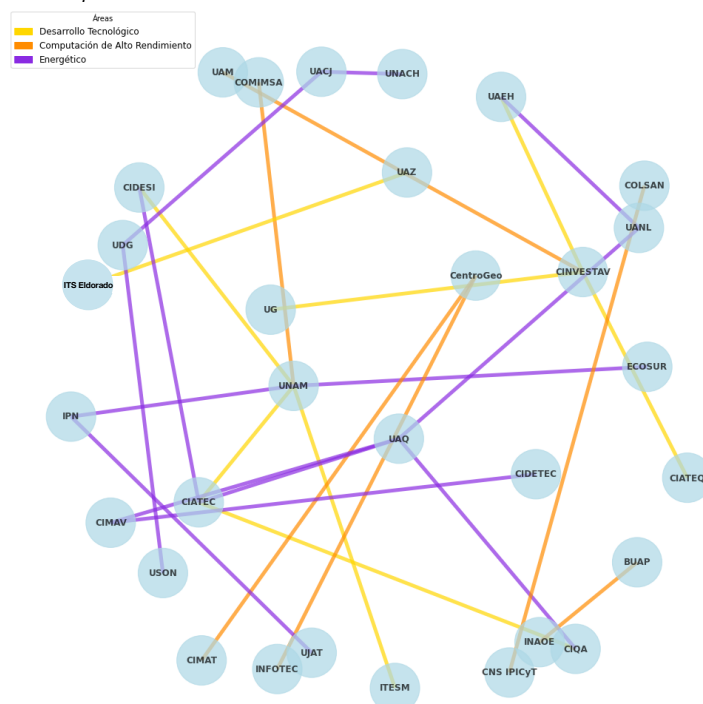 Áreas
Desarrollo Tecnológico
Computación de Alto Rendimiento
Energético
UAM
COMIMSA
UACJ
UNACH
UAEH
UAZ
CIDESI
COLSAN
UANL
UDG
ITS Eldorado
CentroGeo
CINVESTAV
UG
ECOSUR
UNAM
IPN
UAQ
CIDETEC
CIATEQ
CIATEC
CIMAV
USON
BUAP
CIMAT
INFOTEC
UJAT
INAOE
CIQA
CNS IPICyT
ITESM